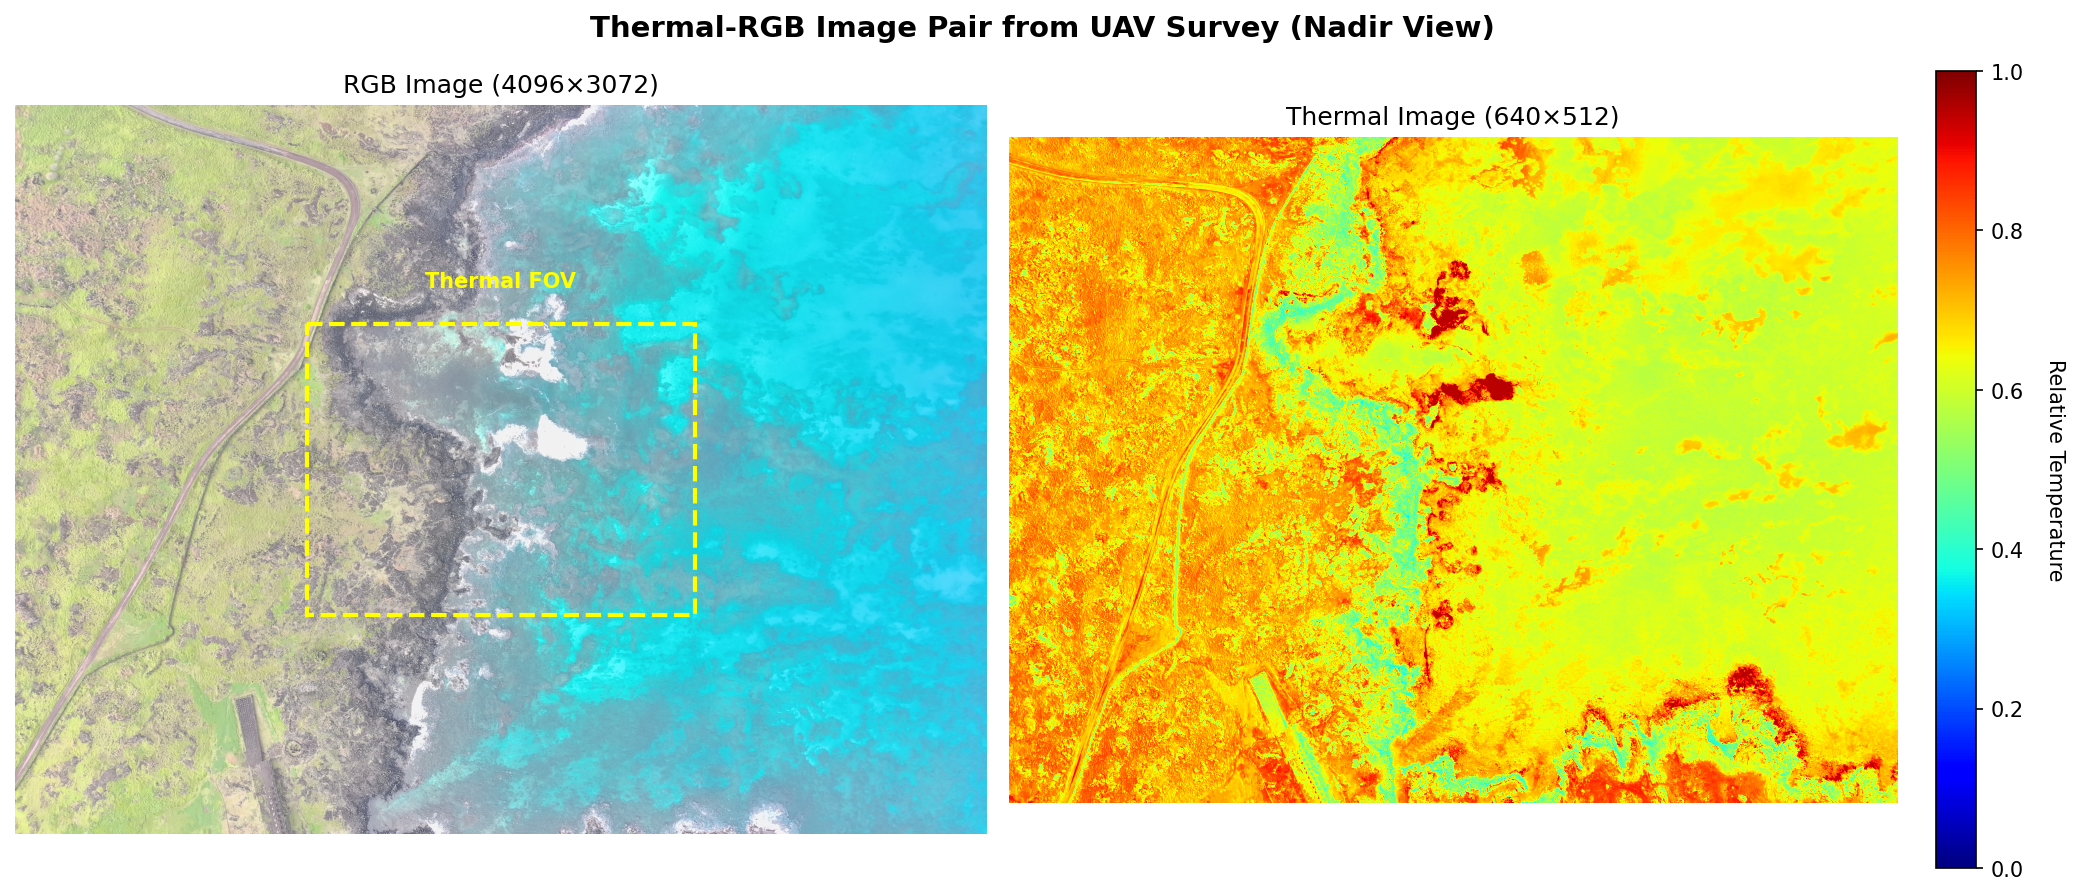 Thermal-RGB Image Pair from UAV Survey (Nadir View)
RGB Image (4096×3072)
Thermal FOV
Thermal Image (640×512)
1.0
0.8
0.6
0.4
0.2
0.0
Relative Temperature